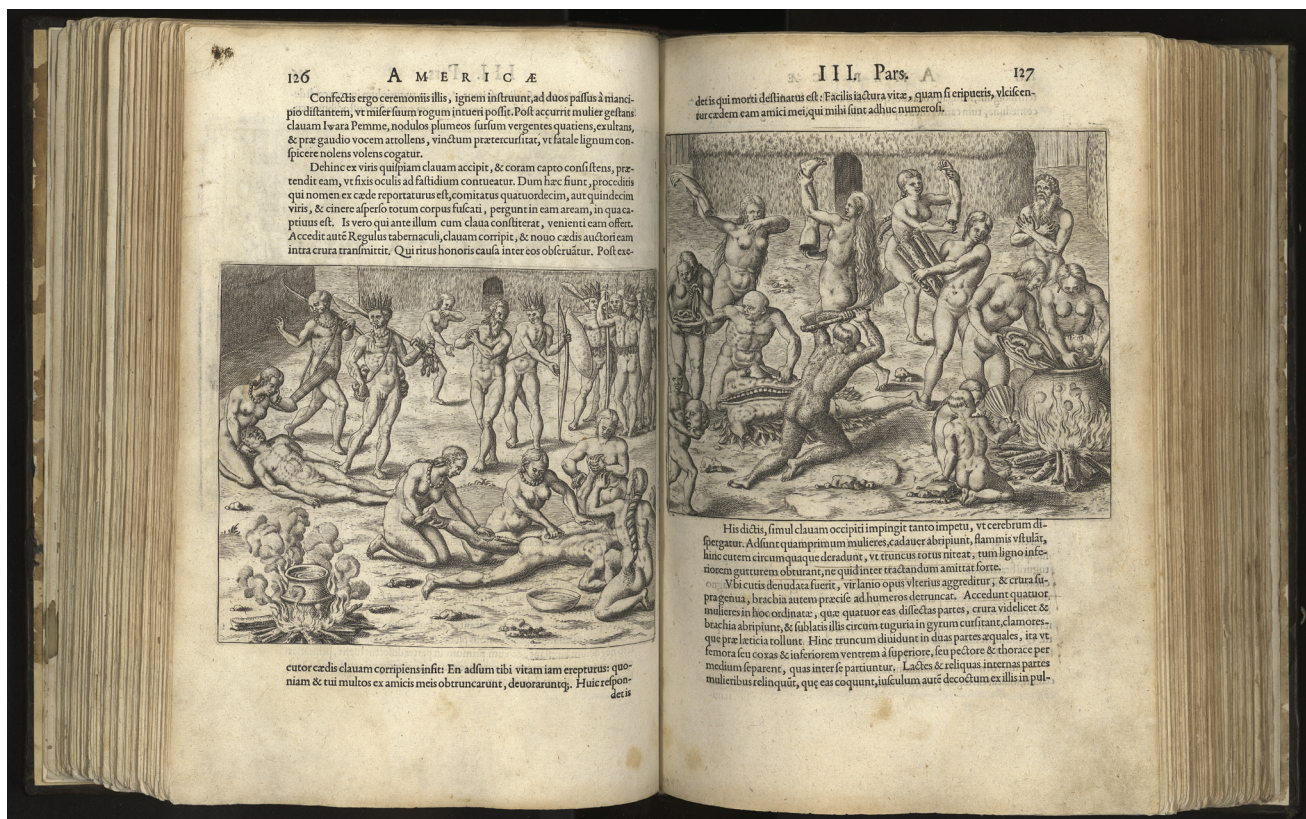 126 AMERICÆ
Confectis ergo ceremoniis illis, ignem instruunt, ad duos passus à manci-
pio distantem, vt miser suum rogum intueri possit. Post accurrit mulier gestans
clauam Iwara Pemme, nodulos plumeos sursum vergentes quatiens, exultans,
& præ gaudio vocem attollens, vinctum prætercursitat, vt fatale lignum con-
spicere nolens volens cogatur.
Dehinc ex viris quispiam clauam accipit, & coram capto consistens, præ-
tendit eam, vt fixis oculis ad fastidium contueatur. Dum hæc fiunt, procedit is
qui nomen ex cæde reportaturus est, comitatus quatuordecim, aut quindecim
viris, & cinere asperso totum corpus fuscati, pergunt in eam aream, in qua ca-
ptiuus est. Is vero qui ante illum cum claua constiterat, venienti eam offert.
Accedit autē Regulus tabernaculi, clauam corripit, & nouo cædis auctori eam
intra crura transmittit. Qui ritus honoris causa inter eos obseruātur. Post exe-
cutor cædis clauam corripiens insit: En adsum tibi vitam iam erepturus: quo-
niam & tui multos ex amicis meis obtruncarunt, deuoraruntq;. Huic respon-
det is
III. Pars. 127
det is qui morti destinatus est: Facilis iactura vitæ, quam si eripueris, vlciscen-
tur cædem eam amici mei, qui mihi sunt adhuc numerosi.
His dictis, simul clauam occipiti impingit tanto impetu, vt cerebrum di-
spergatur. Adsunt quamprimum mulieres, cadauer abripiunt, flammis vstulāt,
hinc cutem circumquaque deradunt, vt truncus totus niteat, tum ligno infe-
riorem gutturem obturant, ne quid inter tractandum amittat forte.
Vbi cutis denudata fuerit, vir lanio opus vlterius aggreditur, & crura su-
pra genua, brachia autem præcise ad humeros detruncat. Accedunt quatuor
mulieres in hoc ordinatæ, quæ quatuor eas dissectas partes, crura videlicet &
brachia abripiunt, & sublatis illis circum tuguria in gyrum cursitant, clamores-
que præ læticia tollunt. Hinc truncum diuidunt in duas partes æquales, ita vt
femora seu coxas & inferiorem ventrem à superiore, seu pectore & thorace per
medium separent, quas inter se partiuntur. Lactes & reliquas internas partes
mulieribus relinquūt, quę eas coquunt, iusculum autē decoctum ex illis in pul-